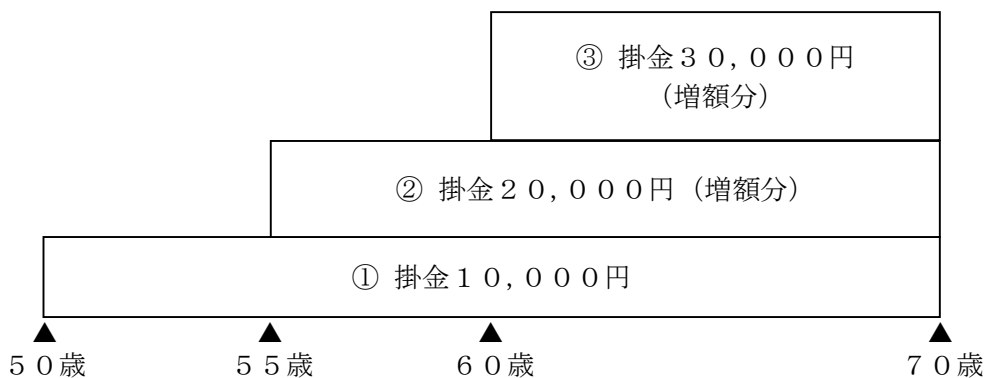 ③ 掛金３０,０００円
（増額分）
② 掛金２０,０００円（増額分）
① 掛金１０,０００円
▲ ▲ ▲ ▲
５０歳 ５５歳 ６０歳 ７０歳